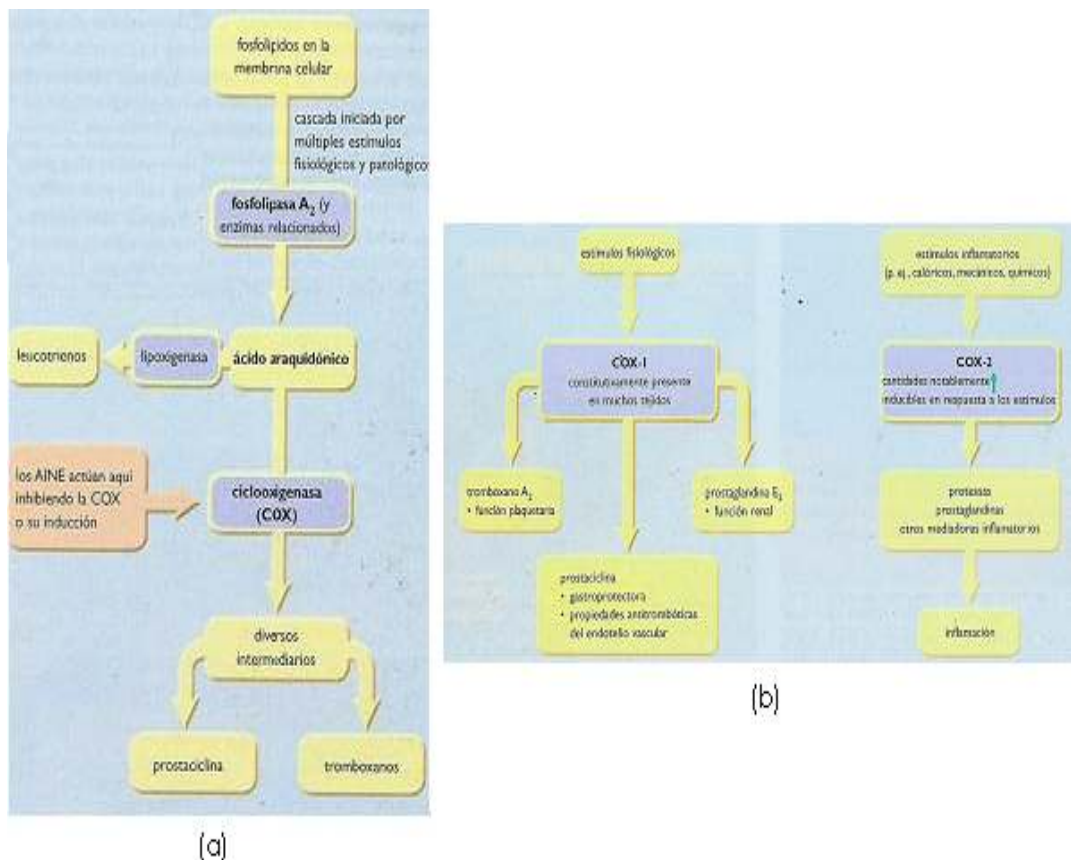 fosfolípidos en la
membrana celular
cascada iniciada por
múltiples estímulos
fisiológicos y patológicos
fosfolipasa A₂ (y
enzimas relacionados)
leucotrienos
lipoxigenasa
ácido araquidónico
los AINE actúan aquí
inhibiendo la COX
o su inducción
ciclooxigenasa
(COX)
diversos
intermediarios
prostaciclina
tromboxanos
(a)
estímulos fisiológicos
COX-1
constitutivamente presente
en muchos tejidos
tromboxano A₂
• función plaquetaria
prostaglandina E₂
• función renal
prostaciclina
• gastroprotectora
• propiedades antitrombóticas
del endotelio vascular
estímulos inflamatorios
(p. ej., calóricos, mecánicos, químicos)
COX-2
cantidades notablemente ↑
inducibles en respuesta a los estímulos
proteasas
prostaglandinas
otros mediadores inflamatorios
inflamación
(b)